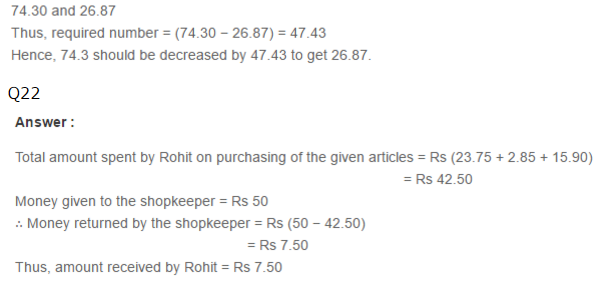 74.30 and 26.87
Thus, required number = (74.30 − 26.87) = 47.43
Hence, 74.3 should be decreased by 47.43 to get 26.87.
Q22
Answer :
Total amount spent by Rohit on purchasing of the given articles = Rs (23.75 + 2.85 + 15.90)
= Rs 42.50
Money given to the shopkeeper = Rs 50
∴ Money returned by the shopkeeper = Rs (50 − 42.50)
= Rs 7.50
Thus, amount received by Rohit = Rs 7.50